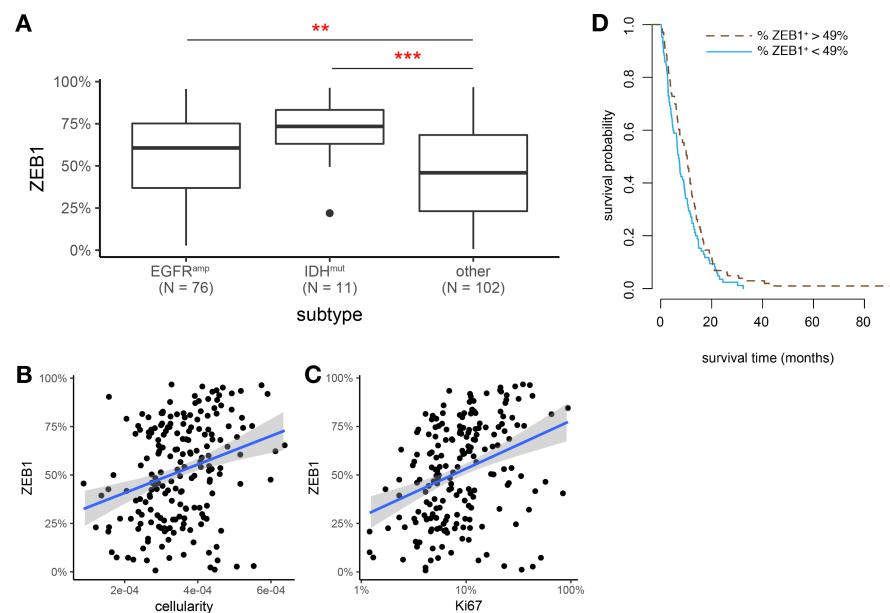 A
**
***
100%
75%
50%
25%
0%
ZEB1
EGFRᵃᵐᵖ
(N = 76)
IDHᵐᵘᵗ
(N = 11)
other
(N = 102)
subtype
D
% ZEB1⁺ > 49%
% ZEB1⁺ < 49%
1.0
0.8
0.6
0.4
0.2
0.0
survival probability
0
20
40
60
80
survival time (months)
B
100%
75%
50%
25%
0%
ZEB1
2e-04
4e-04
6e-04
cellularity
C
100%
75%
50%
25%
0%
ZEB1
1%
10%
100%
Ki67